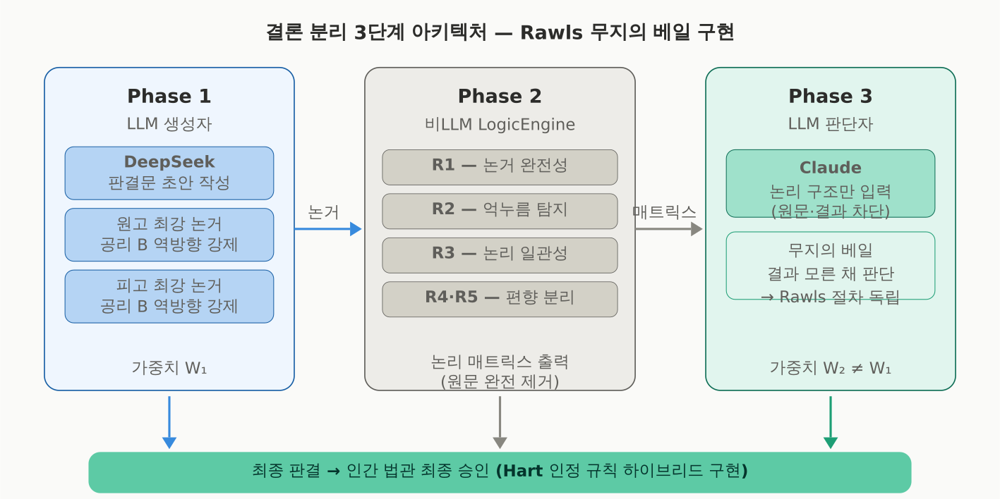 결론 분리 3단계 아키텍처 — Rawls 무지의 베일 구현
Phase 1
LLM 생성자
DeepSeek
판결문 초안 작성
원고 최강 논거
공리 B 역방향 강제
피고 최강 논거
공리 B 역방향 강제
가중치 W₁
논거
Phase 2
비LLM LogicEngine
R1 — 논거 완전성
R2 — 억누름 탐지
R3 — 논리 일관성
R4·R5 — 편향 분리
논리 매트릭스 출력
(원문 완전 제거)
매트릭스
Phase 3
LLM 판단자
Claude
논리 구조만 입력
(원문·결과 차단)
무지의 베일
결과 모른 채 판단
→ Rawls 절차 독립
가중치 W₂ ≠ W₁
최종 판결 → 인간 법관 최종 승인 (Hart 인정 규칙 하이브리드 구현)